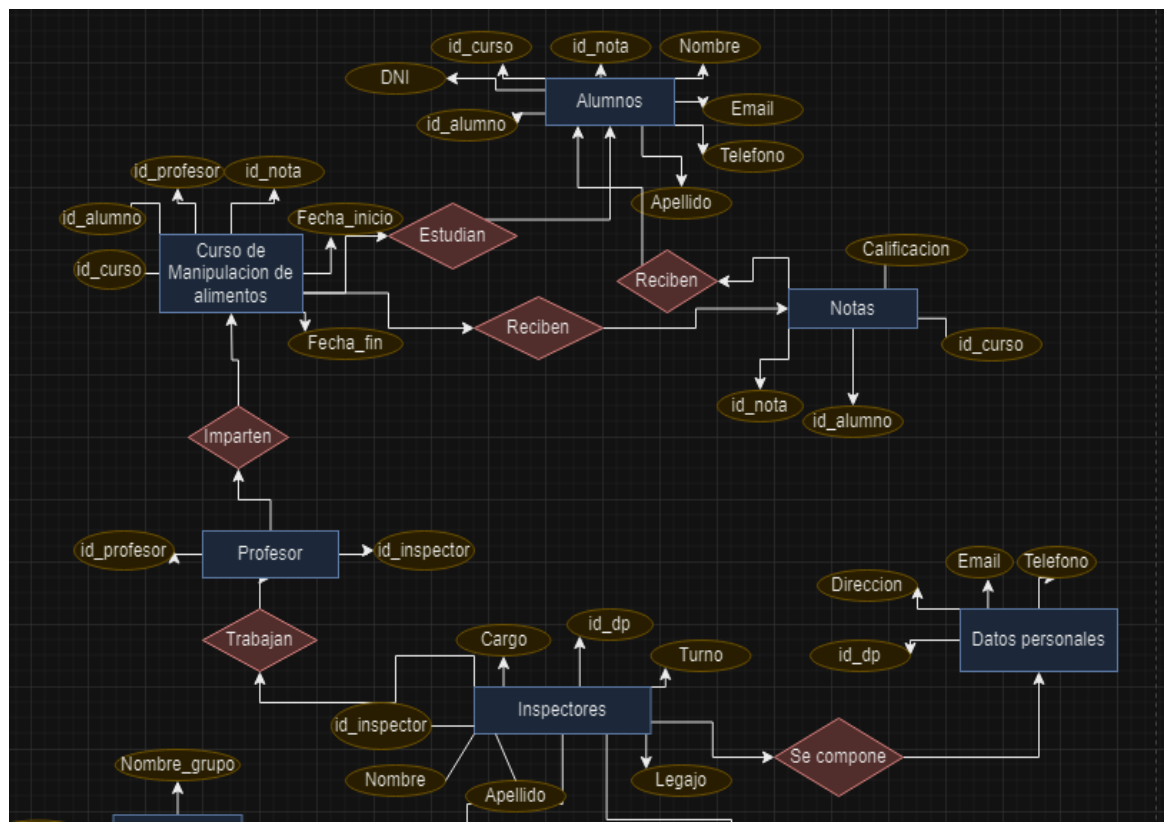 id_curso
id_nota
Nombre
DNI
Alumnos
Email
id_alumno
Telefono
Apellido
id_profesor
id_nota
id_alumno
Fecha_inicio
Curso de
Manipulacion de
alimentos
id_curso
Fecha_fin
Estudian
Reciben
Reciben
Calificacion
Notas
id_curso
id_nota
id_alumno
Imparten
id_profesor
Profesor
id_inspector
Trabajan
Email
Telefono
Direccion
Datos personales
id_dp
Cargo
id_dp
Turno
Inspectores
id_inspector
Nombre
Apellido
Legajo
Se compone
Nombre_grupo